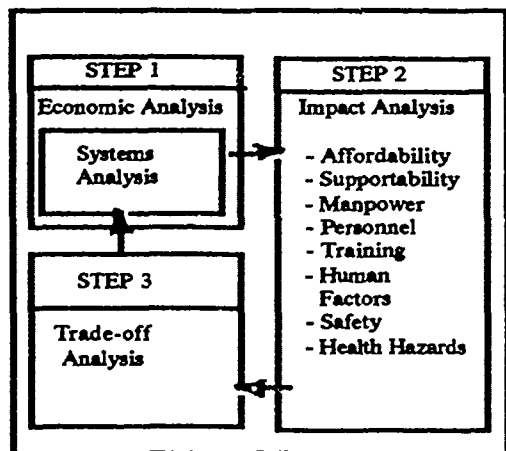 STEP 1
Economic Analysis
Systems
Analysis
STEP 2
Impact Analysis
- Affordability
- Supportability
- Manpower
- Personnel
- Training
- Human
Factors
- Safety
- Health Hazards
STEP 3
Trade-off
Analysis